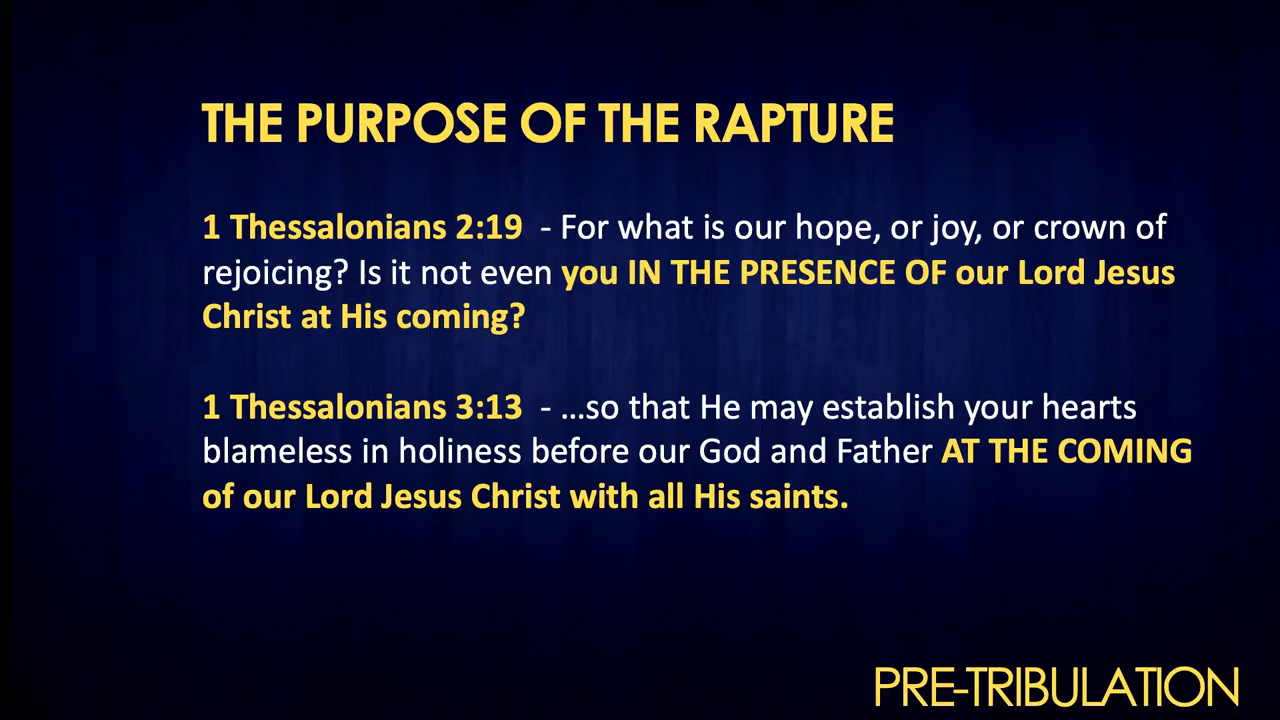 THE PURPOSE OF THE RAPTURE
1 Thessalonians 2:19 - For what is our hope, or joy, or crown of
rejoicing? Is it not even you IN THE PRESENCE OF our Lord Jesus
Christ at His coming?
1 Thessalonians 3:13 - …so that He may establish your hearts
blameless in holiness before our God and Father AT THE COMING
of our Lord Jesus Christ with all His saints.
PRE-TRIBULATION